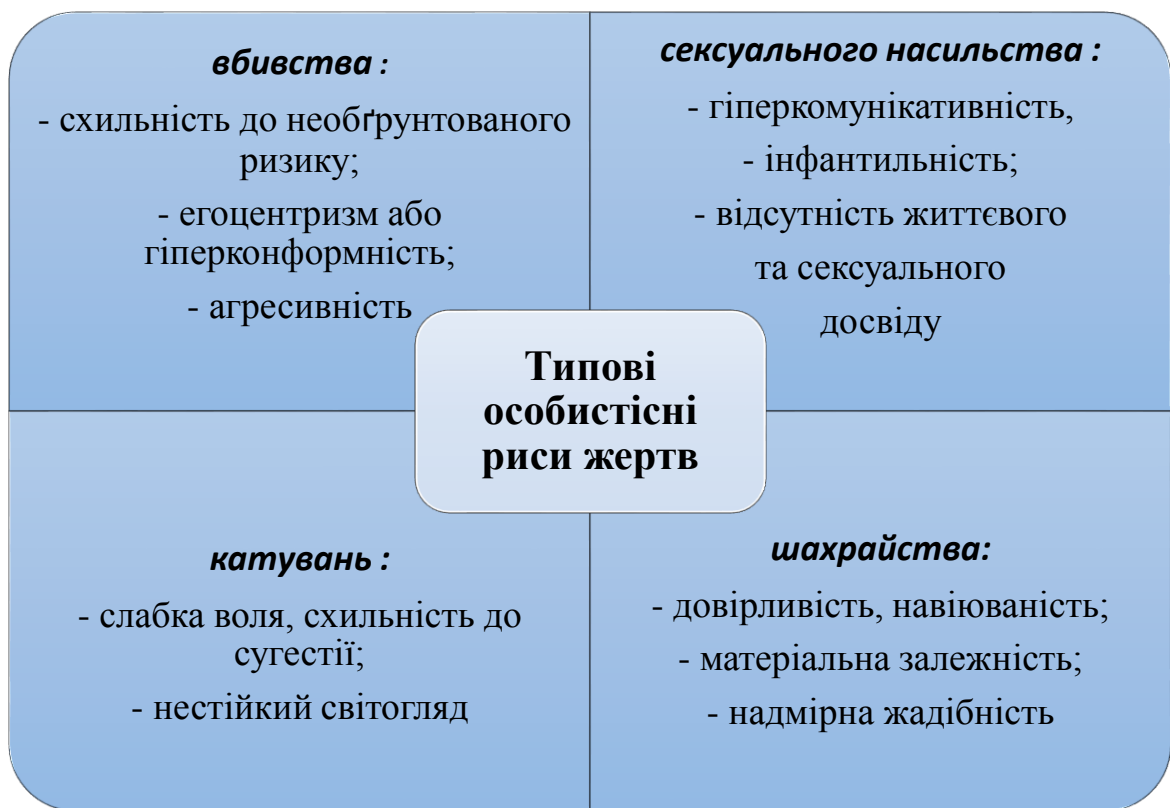 вбивства :
- схильність до необґрунтованого
ризику;
- егоцентризм або
гіперконформність;
- агресивність
сексуального насильства :
- гіперкомунікативність,
- інфантильність;
- відсутність життєвого
та сексуального
досвіду
Типові
особистісні
риси жертв
катувань :
- слабка воля, схильність до
сугестії;
- нестійкий світогляд
шахрайства:
- довірливість, навіюваність;
- матеріальна залежність;
- надмірна жадібність